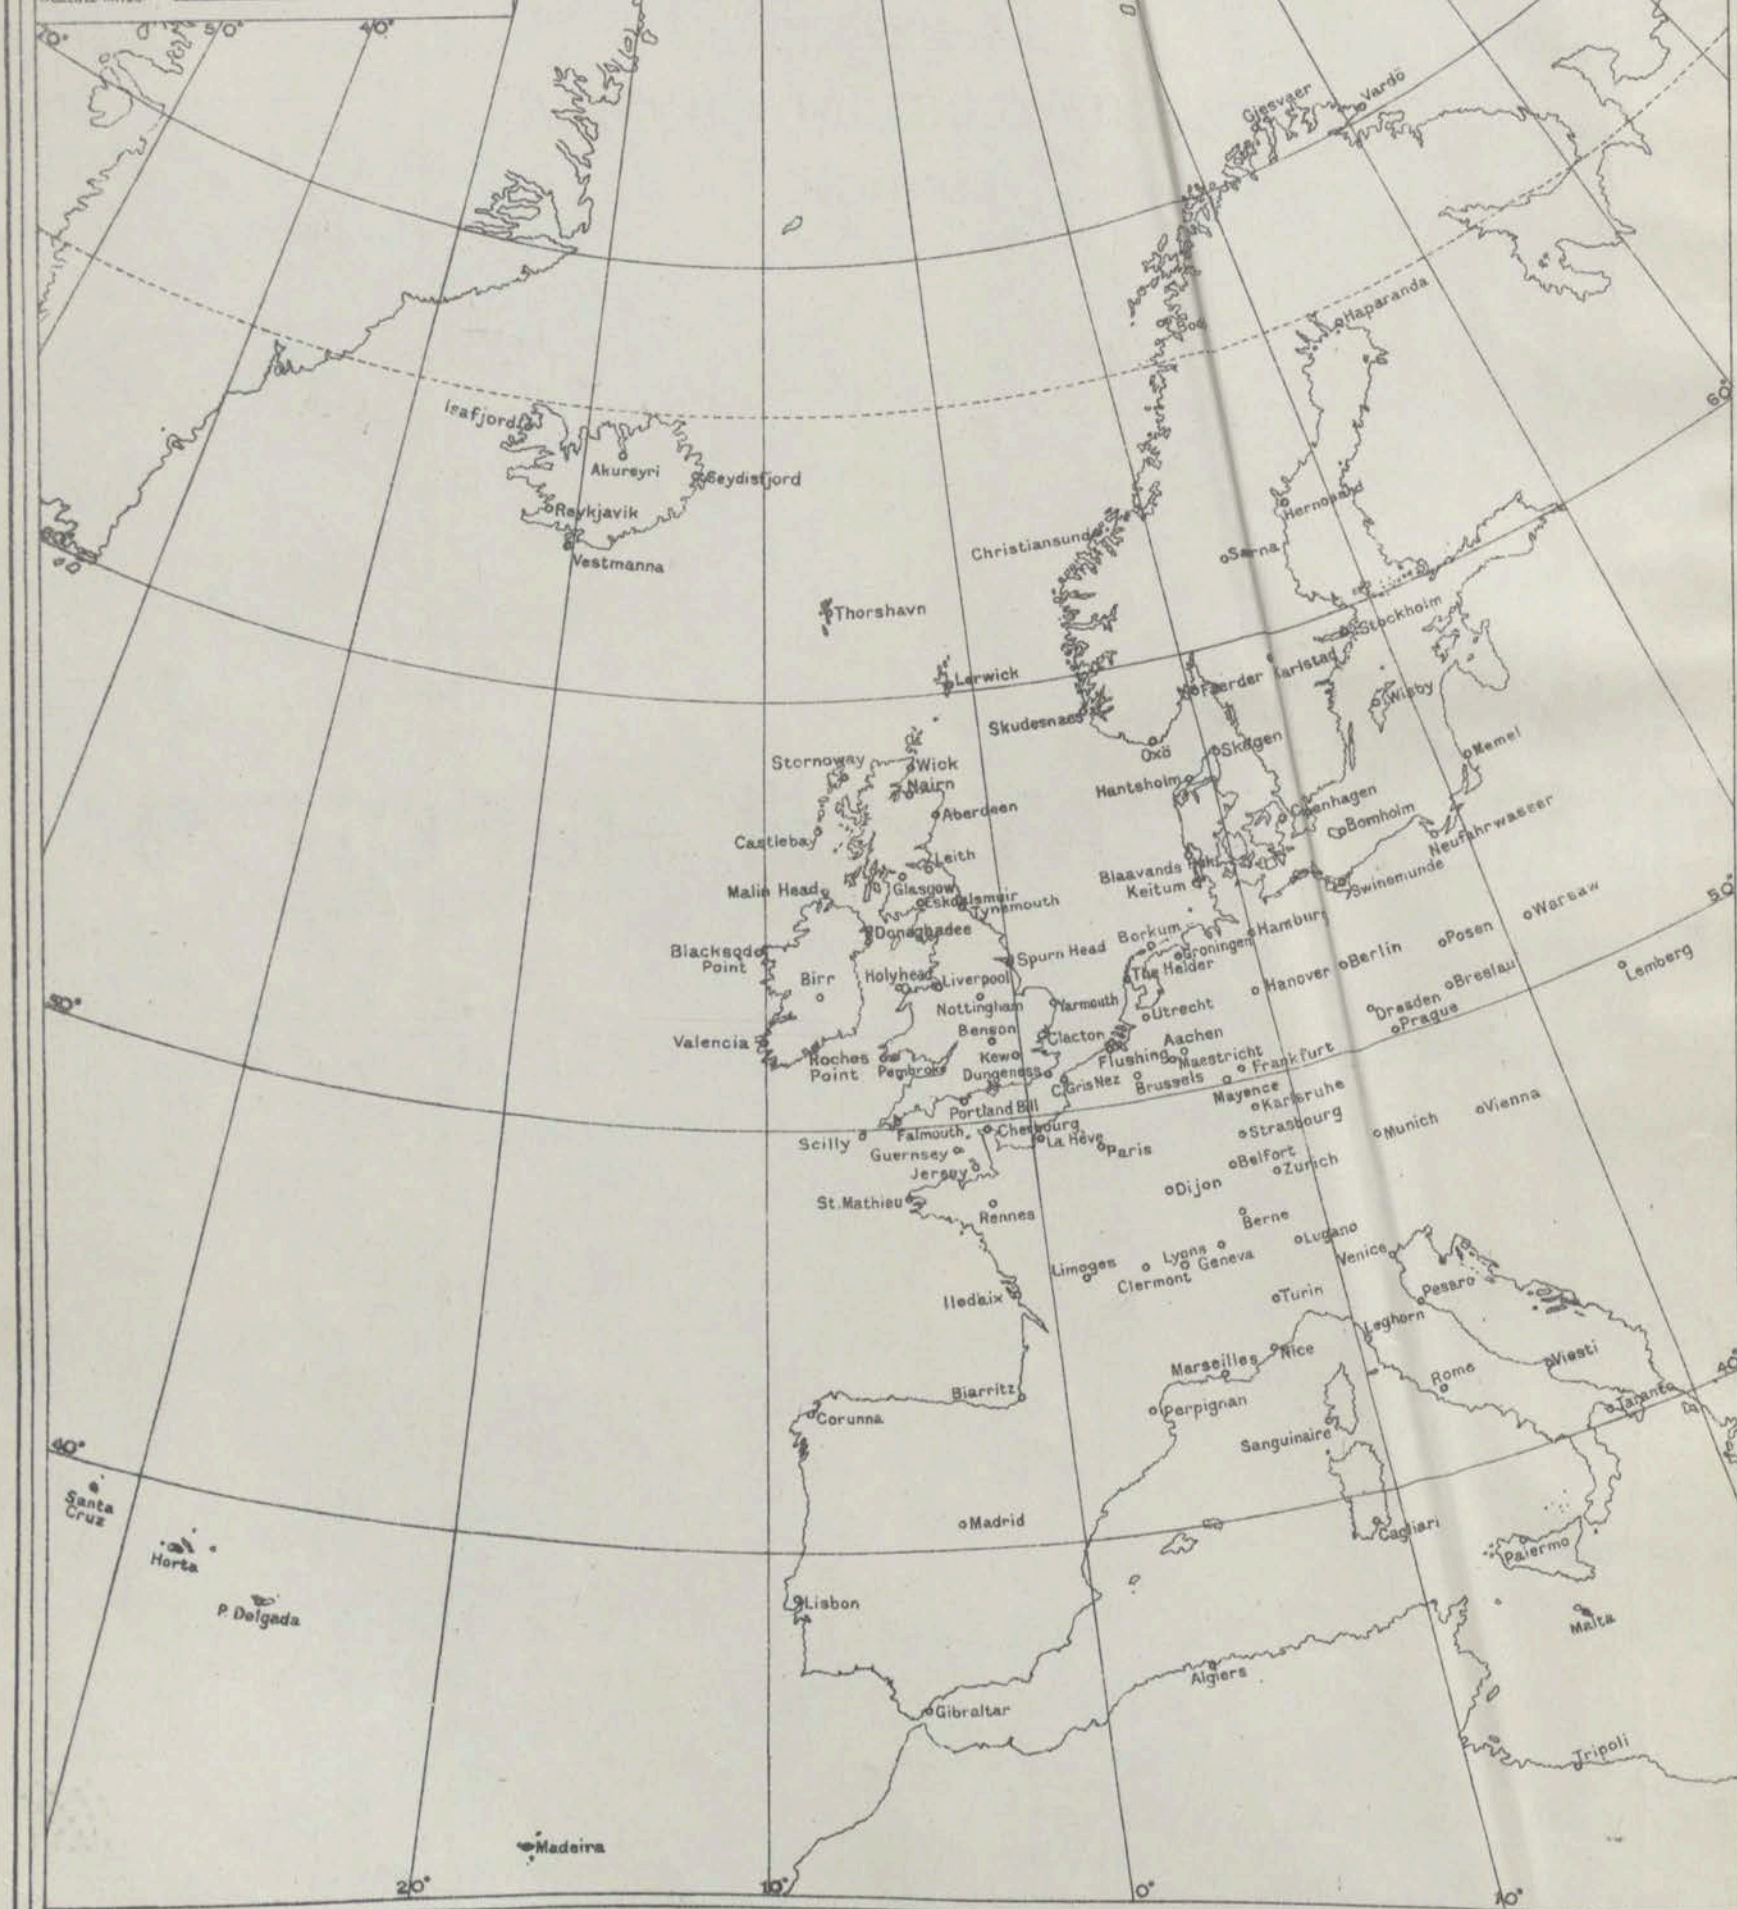 70°
50°
40°
Gjesvaer
Vardö
Haparanda
60°
Isafjord
Akureyri
Seydisfjord
Reykjavik
Vestmanna
Hernosand
Christiansund
Sarna
60°
Thorshavn
Stockholm
Lerwick
Faerder
Karlstad
Wisby
Skudesnaes
Oxö
Skagen
Memel
Stornoway
Wick
Nairn
Hantsholm
Aberdeen
Copenhagen
Bornholm
Neufahrwasser
Castlebay
Leith
Blaavands
Keitum
Swinemunde
Malin Head
Glasgow
Eskdalemuir
Tynemouth
Warsaw
50°
Donaghadee
Borkum
Hamburg
Groningen
Posen
Blacksod
Point
Spurn Head
The Helder
Berlin
Lemberg
Birr
Holyhead
Liverpool
Hanover
Breslau
Nottingham
Yarmouth
Utrecht
Dresden
Prague
50°
Benson
Clacton
Aachen
Valencia
Roches
Point
Pembroke
Kew
Dungeness
Flushing
Maestricht
Frankfurt
C. Gris Nez
Brussels
Mayence
Karlsruhe
Portland Bill
Vienna
Scilly
Falmouth
Cherbourg
La Hève
Paris
Strasbourg
Munich
Guernsey
Jersey
Belfort
Zurich
St. Mathieu
Rennes
Dijon
Berne
Lugano
Venice
Limoges
Lyons
Geneva
Clermont
Iledaix
Turin
Pesaro
Leghorn
Marseilles
Nice
Viesti
40°
Rome
Biarritz
Corunna
Perpignan
Taranto
Sanguinaire
40°
Santa
Cruz
Madrid
Cagliari
Palermo
Horta
Lisbon
P. Delgada
Malta
Algiers
Gibraltar
Tripoli
Madeira
20°
10°
0°
10°